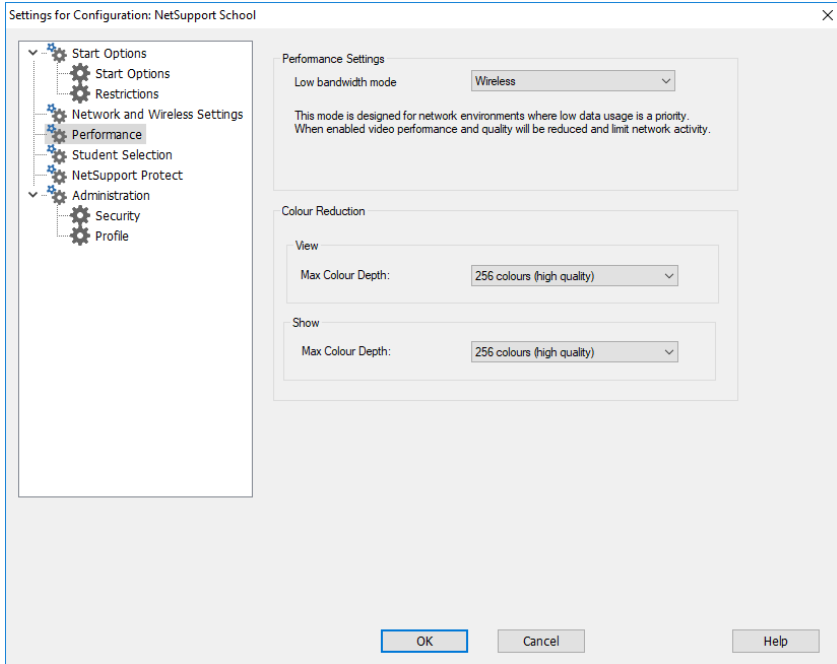 Settings for Configuration: NetSupport School
Start Options
Start Options
Restrictions
Network and Wireless Settings
Performance
Student Selection
NetSupport Protect
Administration
Security
Profile
Performance Settings
Low bandwidth mode
Wireless
This mode is designed for network environments where low data usage is a priority.
When enabled video performance and quality will be reduced and limit network activity.
Colour Reduction
View
Max Colour Depth:
256 colours (high quality)
Show
Max Colour Depth:
256 colours (high quality)
OK
Cancel
Help